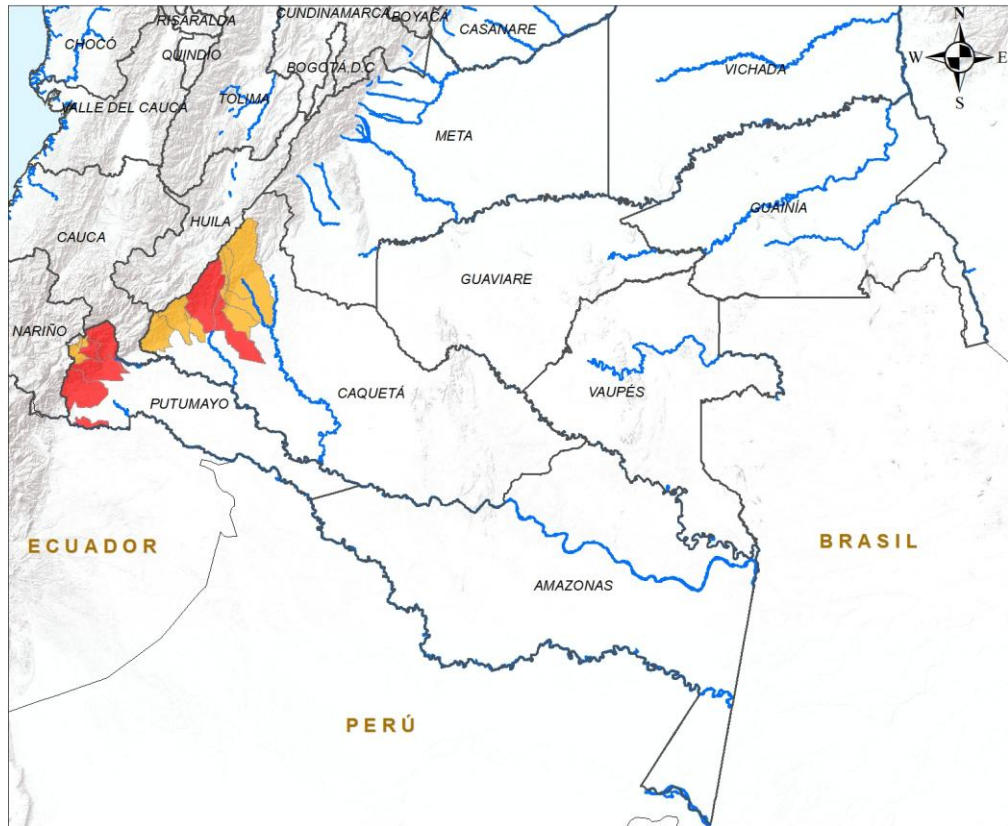 RISARALDA
CUNDINAMARCA
BOYACÁ
CASANARE
N
CHOCÓ
QUINDIO
BOGOTÁ D.C
W
E
VICHADA
S
VALLE DEL CAUCA
TOLIMA
META
HUILA
GUAINÍA
CAUCA
GUAVIARE
NARIÑO
CAQUETÁ
VAUPÉS
PUTUMAYO
ECUADOR
BRASIL
AMAZONAS
PERÚ